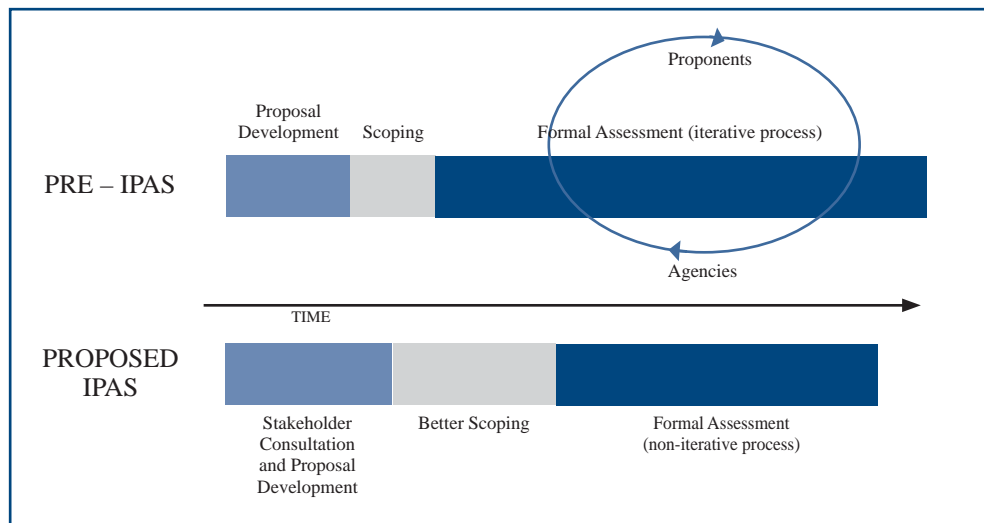 Proponents
Proposal
Development
Scoping
Formal Assessment (iterative process)
PRE – IPAS
Agencies
TIME
PROPOSED
IPAS
Stakeholder
Consultation
and Proposal
Development
Better Scoping
Formal Assessment
(non-iterative process)